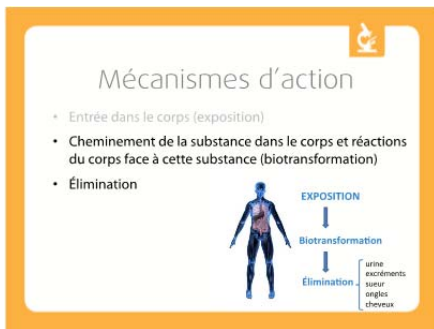 Mécanismes d'action
• Entrée dans le corps (exposition)
• Cheminement de la substance dans le corps et réactions
du corps face à cette substance (biotransformation)
• Élimination
EXPOSITION
Biotransformation
Élimination
urine
excréments
sueur
ongles
cheveux